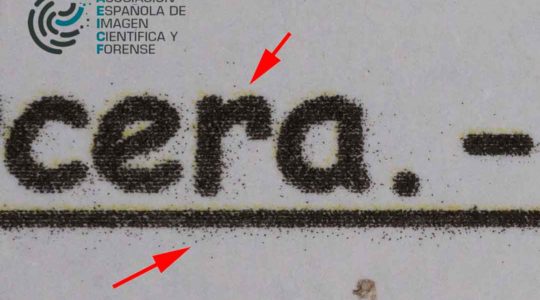 ASOCIACIÓN
ESPAÑOLA DE
IMAGEN
CIENTÍFICA Y
FORENSE
cera. -